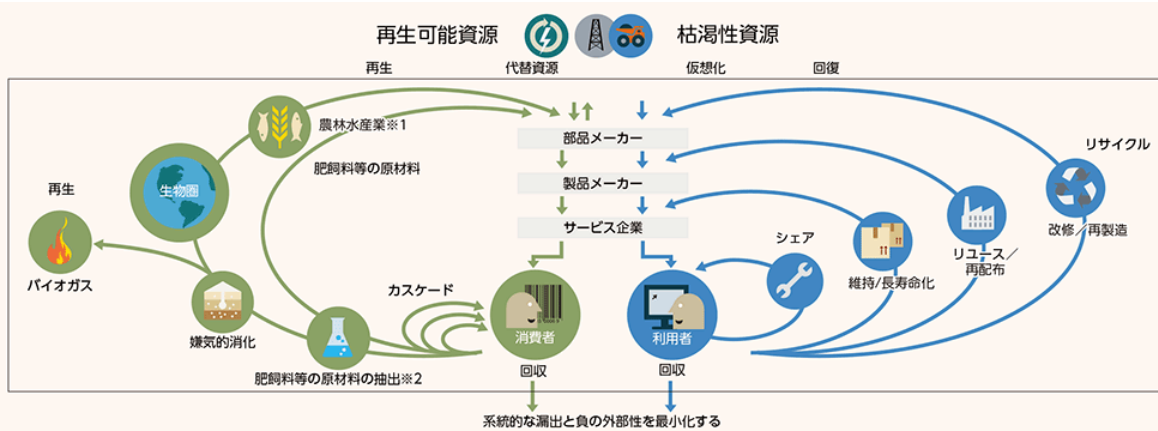 再生可能資源
枯渇性資源
再生
代替資源
仮想化
回復
農林水産業※1
肥飼料等の原材料
部品メーカー
製品メーカー
サービス企業
リサイクル
生物圏
再生
バイオガス
嫌気的消化
肥飼料等の原材料の抽出※2
カスケード
消費者
回収
シェア
利用者
回収
維持/長寿命化
リユース/
再配布
改修/再製造
系統的な漏出と負の外部性を最小化する